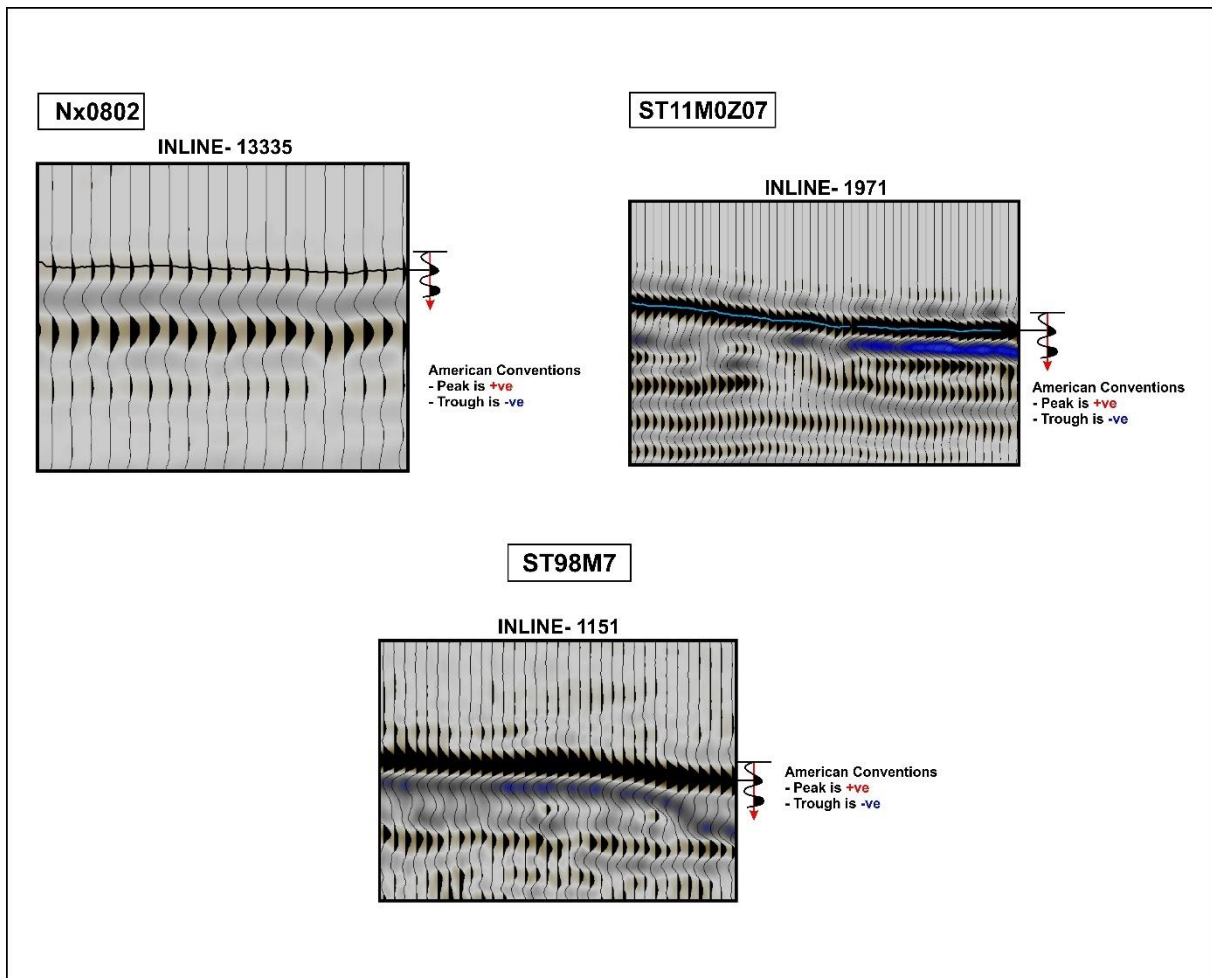 Nx0802
INLINE- 13335
American Conventions
- Peak is +ve
- Trough is -ve
ST11M0Z07
INLINE- 1971
American Conventions
- Peak is +ve
- Trough is -ve
ST98M7
INLINE- 1151
American Conventions
- Peak is +ve
- Trough is -ve